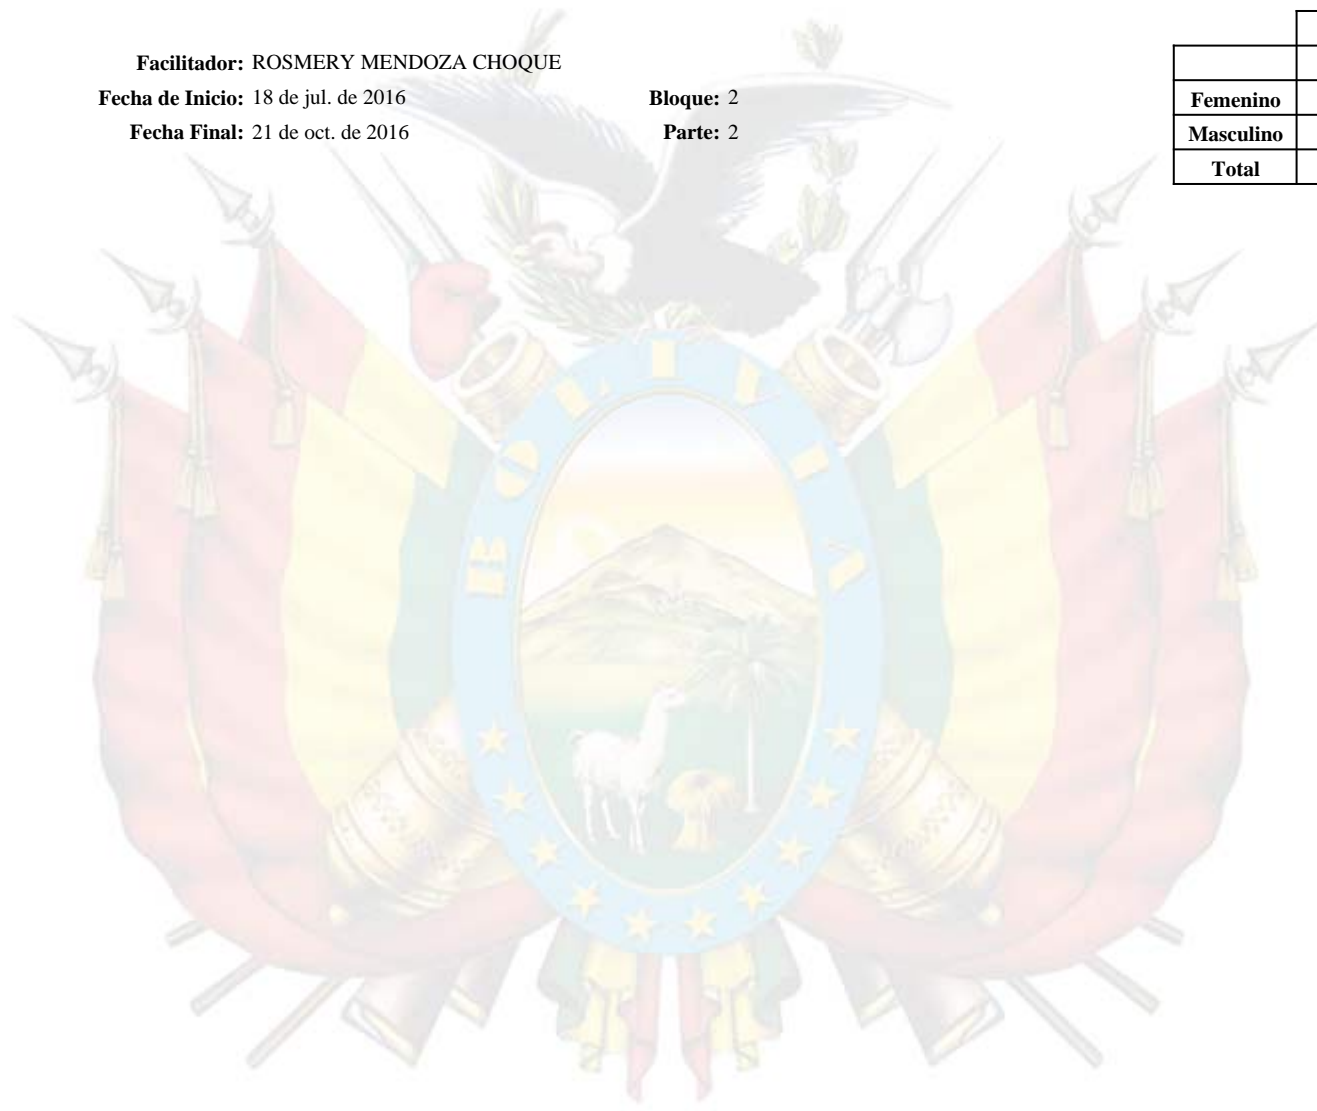 Facilitador: ROSMERY MENDOZA CHOQUE
Fecha de Inicio: 18 de jul. de 2016 Bloque: 2
Fecha Final: 21 de oct. de 2016 Parte: 2
Femenino
Masculino
Total
BOLIVIA